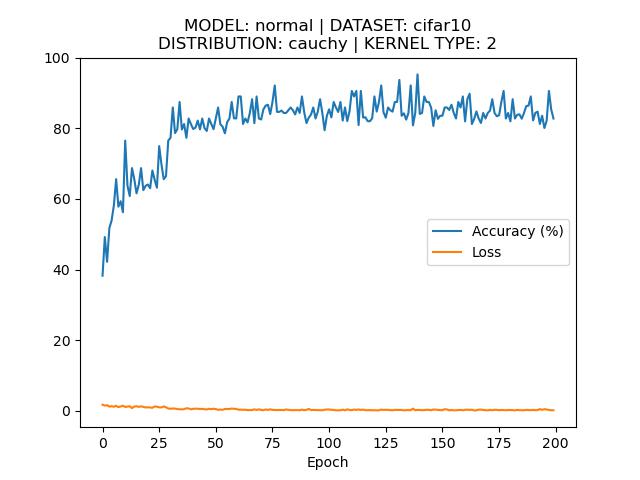 MODEL: normal | DATASET: cifar10
DISTRIBUTION: cauchy | KERNEL TYPE: 2
100
80
60
40
20
0
Accuracy (%)
Loss
0 25 50 75 100 125 150 175 200
Epoch